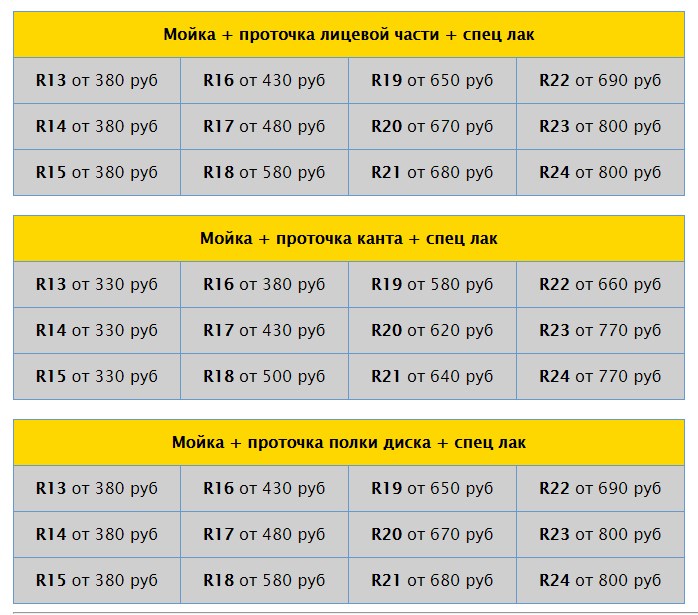 Мойка + проточка лицевой части + спец лак
R13 от 380 руб R16 от 430 руб R19 от 650 руб R22 от 690 руб
R14 от 380 руб R17 от 480 руб R20 от 670 руб R23 от 800 руб
R15 от 380 руб R18 от 580 руб R21 от 680 руб R24 от 800 руб
Мойка + проточка канта + спец лак
R13 от 330 руб R16 от 380 руб R19 от 580 руб R22 от 660 руб
R14 от 330 руб R17 от 430 руб R20 от 620 руб R23 от 770 руб
R15 от 330 руб R18 от 500 руб R21 от 640 руб R24 от 770 руб
Мойка + проточка полки диска + спец лак
R13 от 380 руб R16 от 430 руб R19 от 650 руб R22 от 690 руб
R14 от 380 руб R17 от 480 руб R20 от 670 руб R23 от 800 руб
R15 от 380 руб R18 от 580 руб R21 от 680 руб R24 от 800 руб